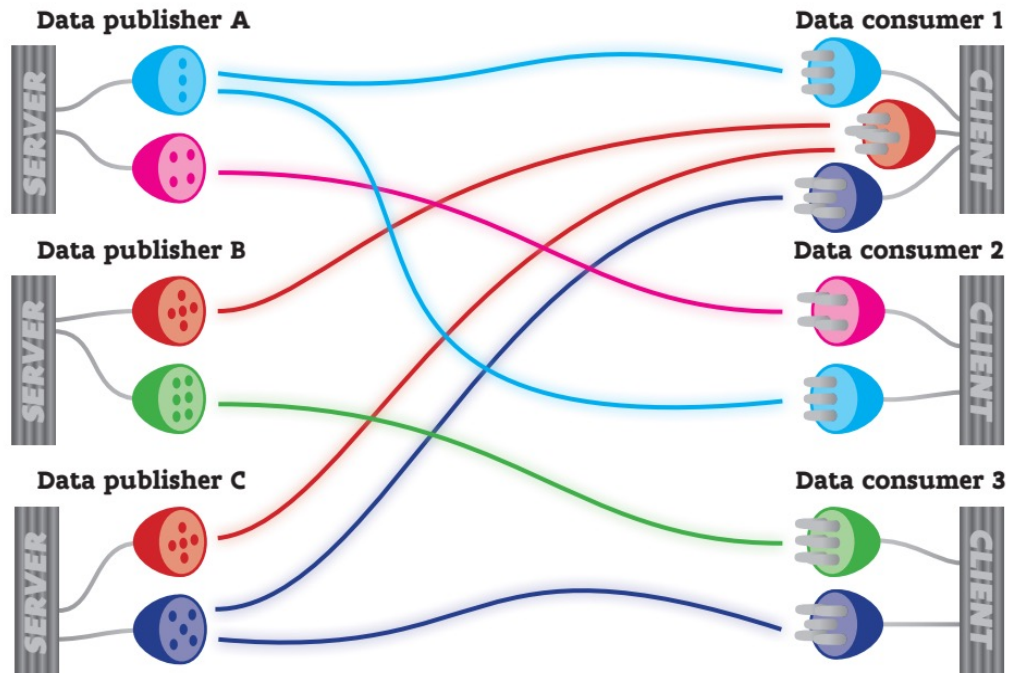 Data publisher A
Data consumer 1
SERVER
CLIENT
Data publisher B
Data consumer 2
SERVER
CLIENT
Data publisher C
Data consumer 3
SERVER
CLIENT